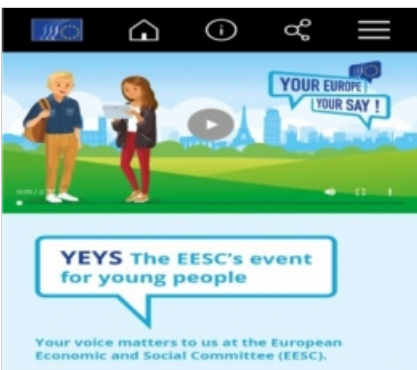 YOUR EUROPE
YOUR SAY !
YEYS The EESC's event
for young people
Your voice matters to us at the European
Economic and Social Committee (EESC).